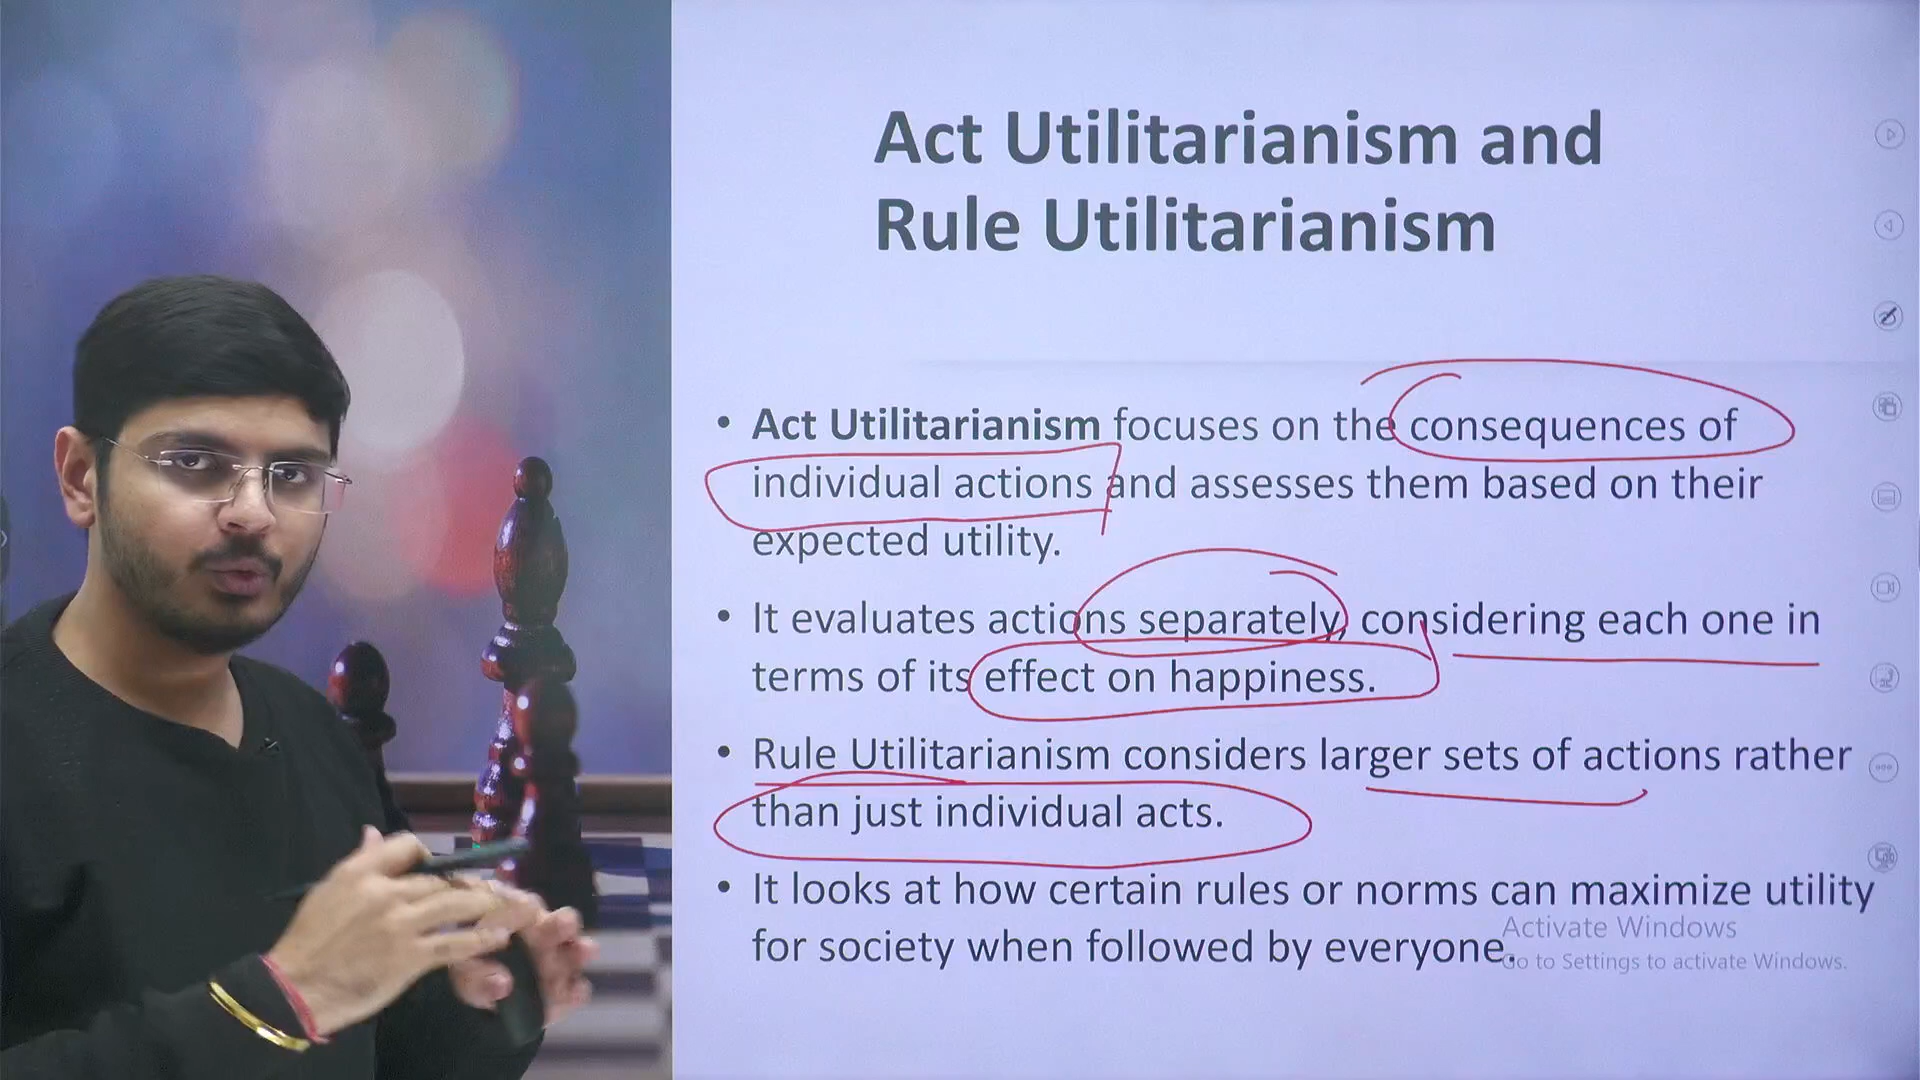 Act Utilitarianism and
Rule Utilitarianism
• Act Utilitarianism focuses on the consequences of
individual actions and assesses them based on their
expected utility.
• It evaluates actions separately, considering each one in
terms of its effect on happiness.
• Rule Utilitarianism considers larger sets of actions rather
than just individual acts.
• It looks at how certain rules or norms can maximize utility
for society when followed by everyone.
Activate Windows
Go to Settings to activate Windows.